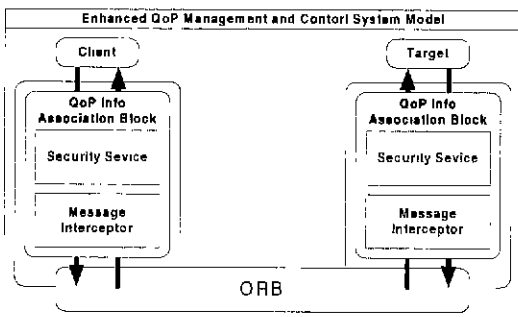 Enhanced QoP Management and Contorl System Model
Client
Target
QoP Info
Association Block
Security Sevice
Message
Interceptor
QoP Info
Association Block
Security Sevice
Message
Interceptor
ORB